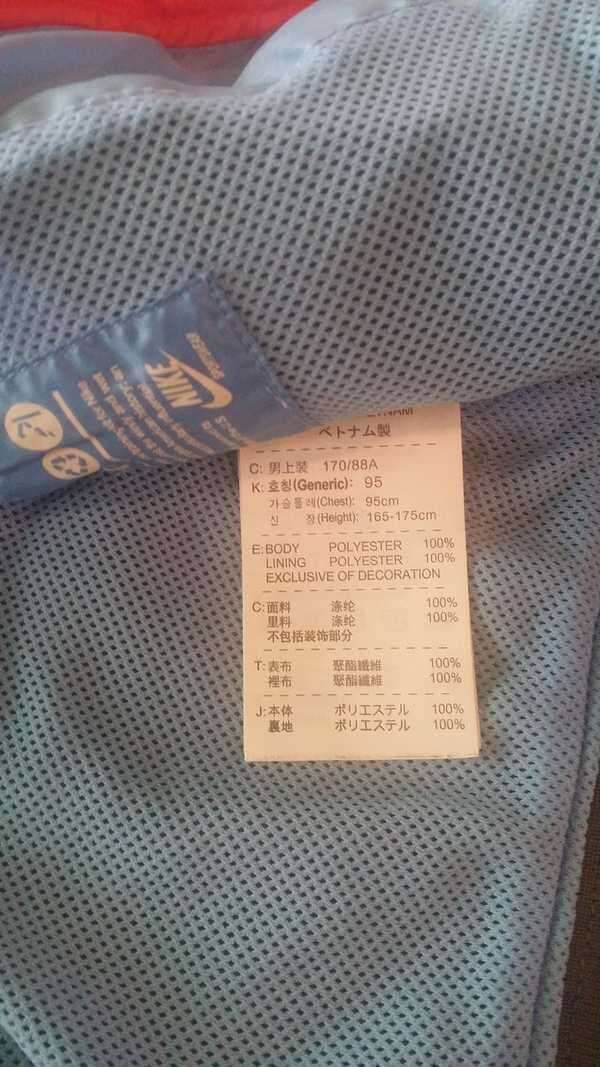 NIKE
SPORTSWEAR
ベトナム製
C: 男上装 170/88A
K: 호칭(Generic): 95
가슴둘레(Chest): 95cm
신 장(Height): 165-175cm
E: BODY POLYESTER 100%
LINING POLYESTER 100%
EXCLUSIVE OF DECORATION
C: 面料 涤纶 100%
里料 涤纶 100%
不包括装饰部分
T: 表布 聚酯纖維 100%
裡布 聚酯纖維 100%
J: 本体 ポリエステル 100%
裏地 ポリエステル 100%